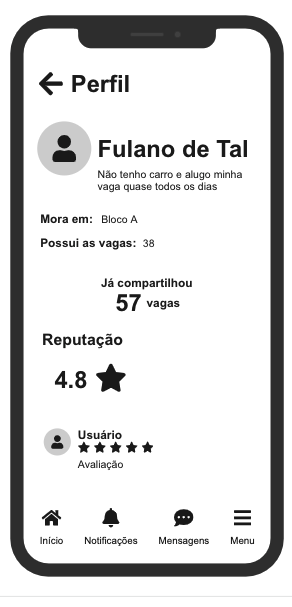 Perfil
Fulano de Tal
Não tenho carro e alugo minha
vaga quase todos os dias
Mora em: Bloco A
Possui as vagas: 38
Já compartilhou
57 vagas
Reputação
4.8
Usuário
Avaliação
Início Notificações Mensagens Menu